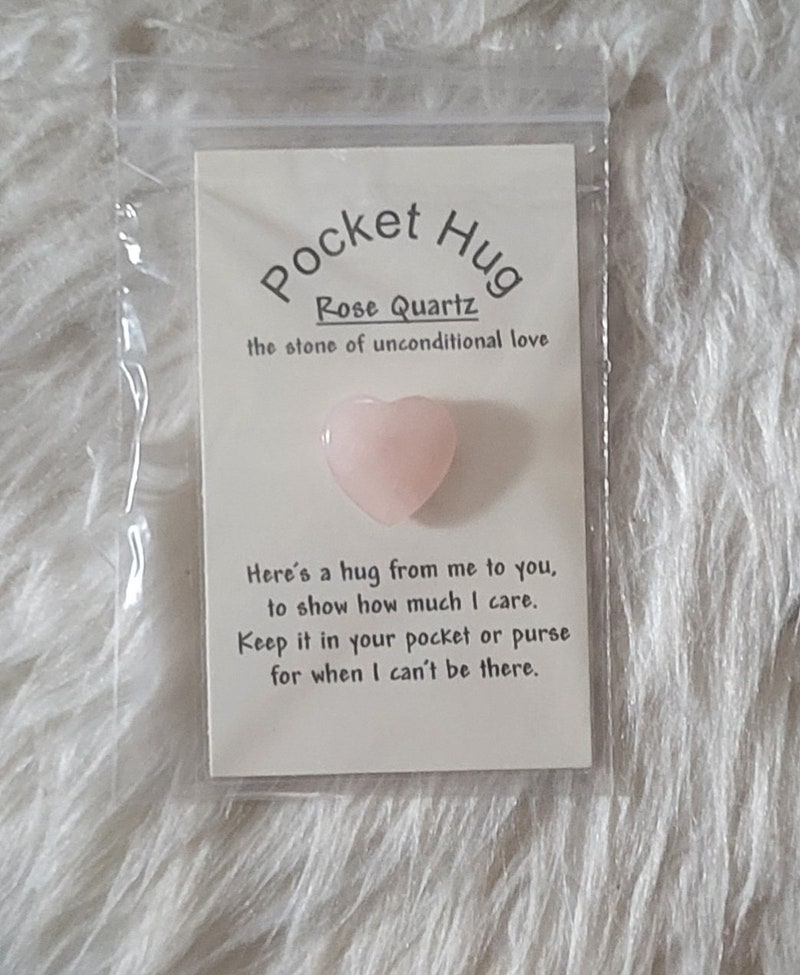 Pocket Hug
Rose Quartz
the stone of unconditional love
Here's a hug from me to you,
to show how much I care.
Keep it in your pocket or purse
for when I can't be there.